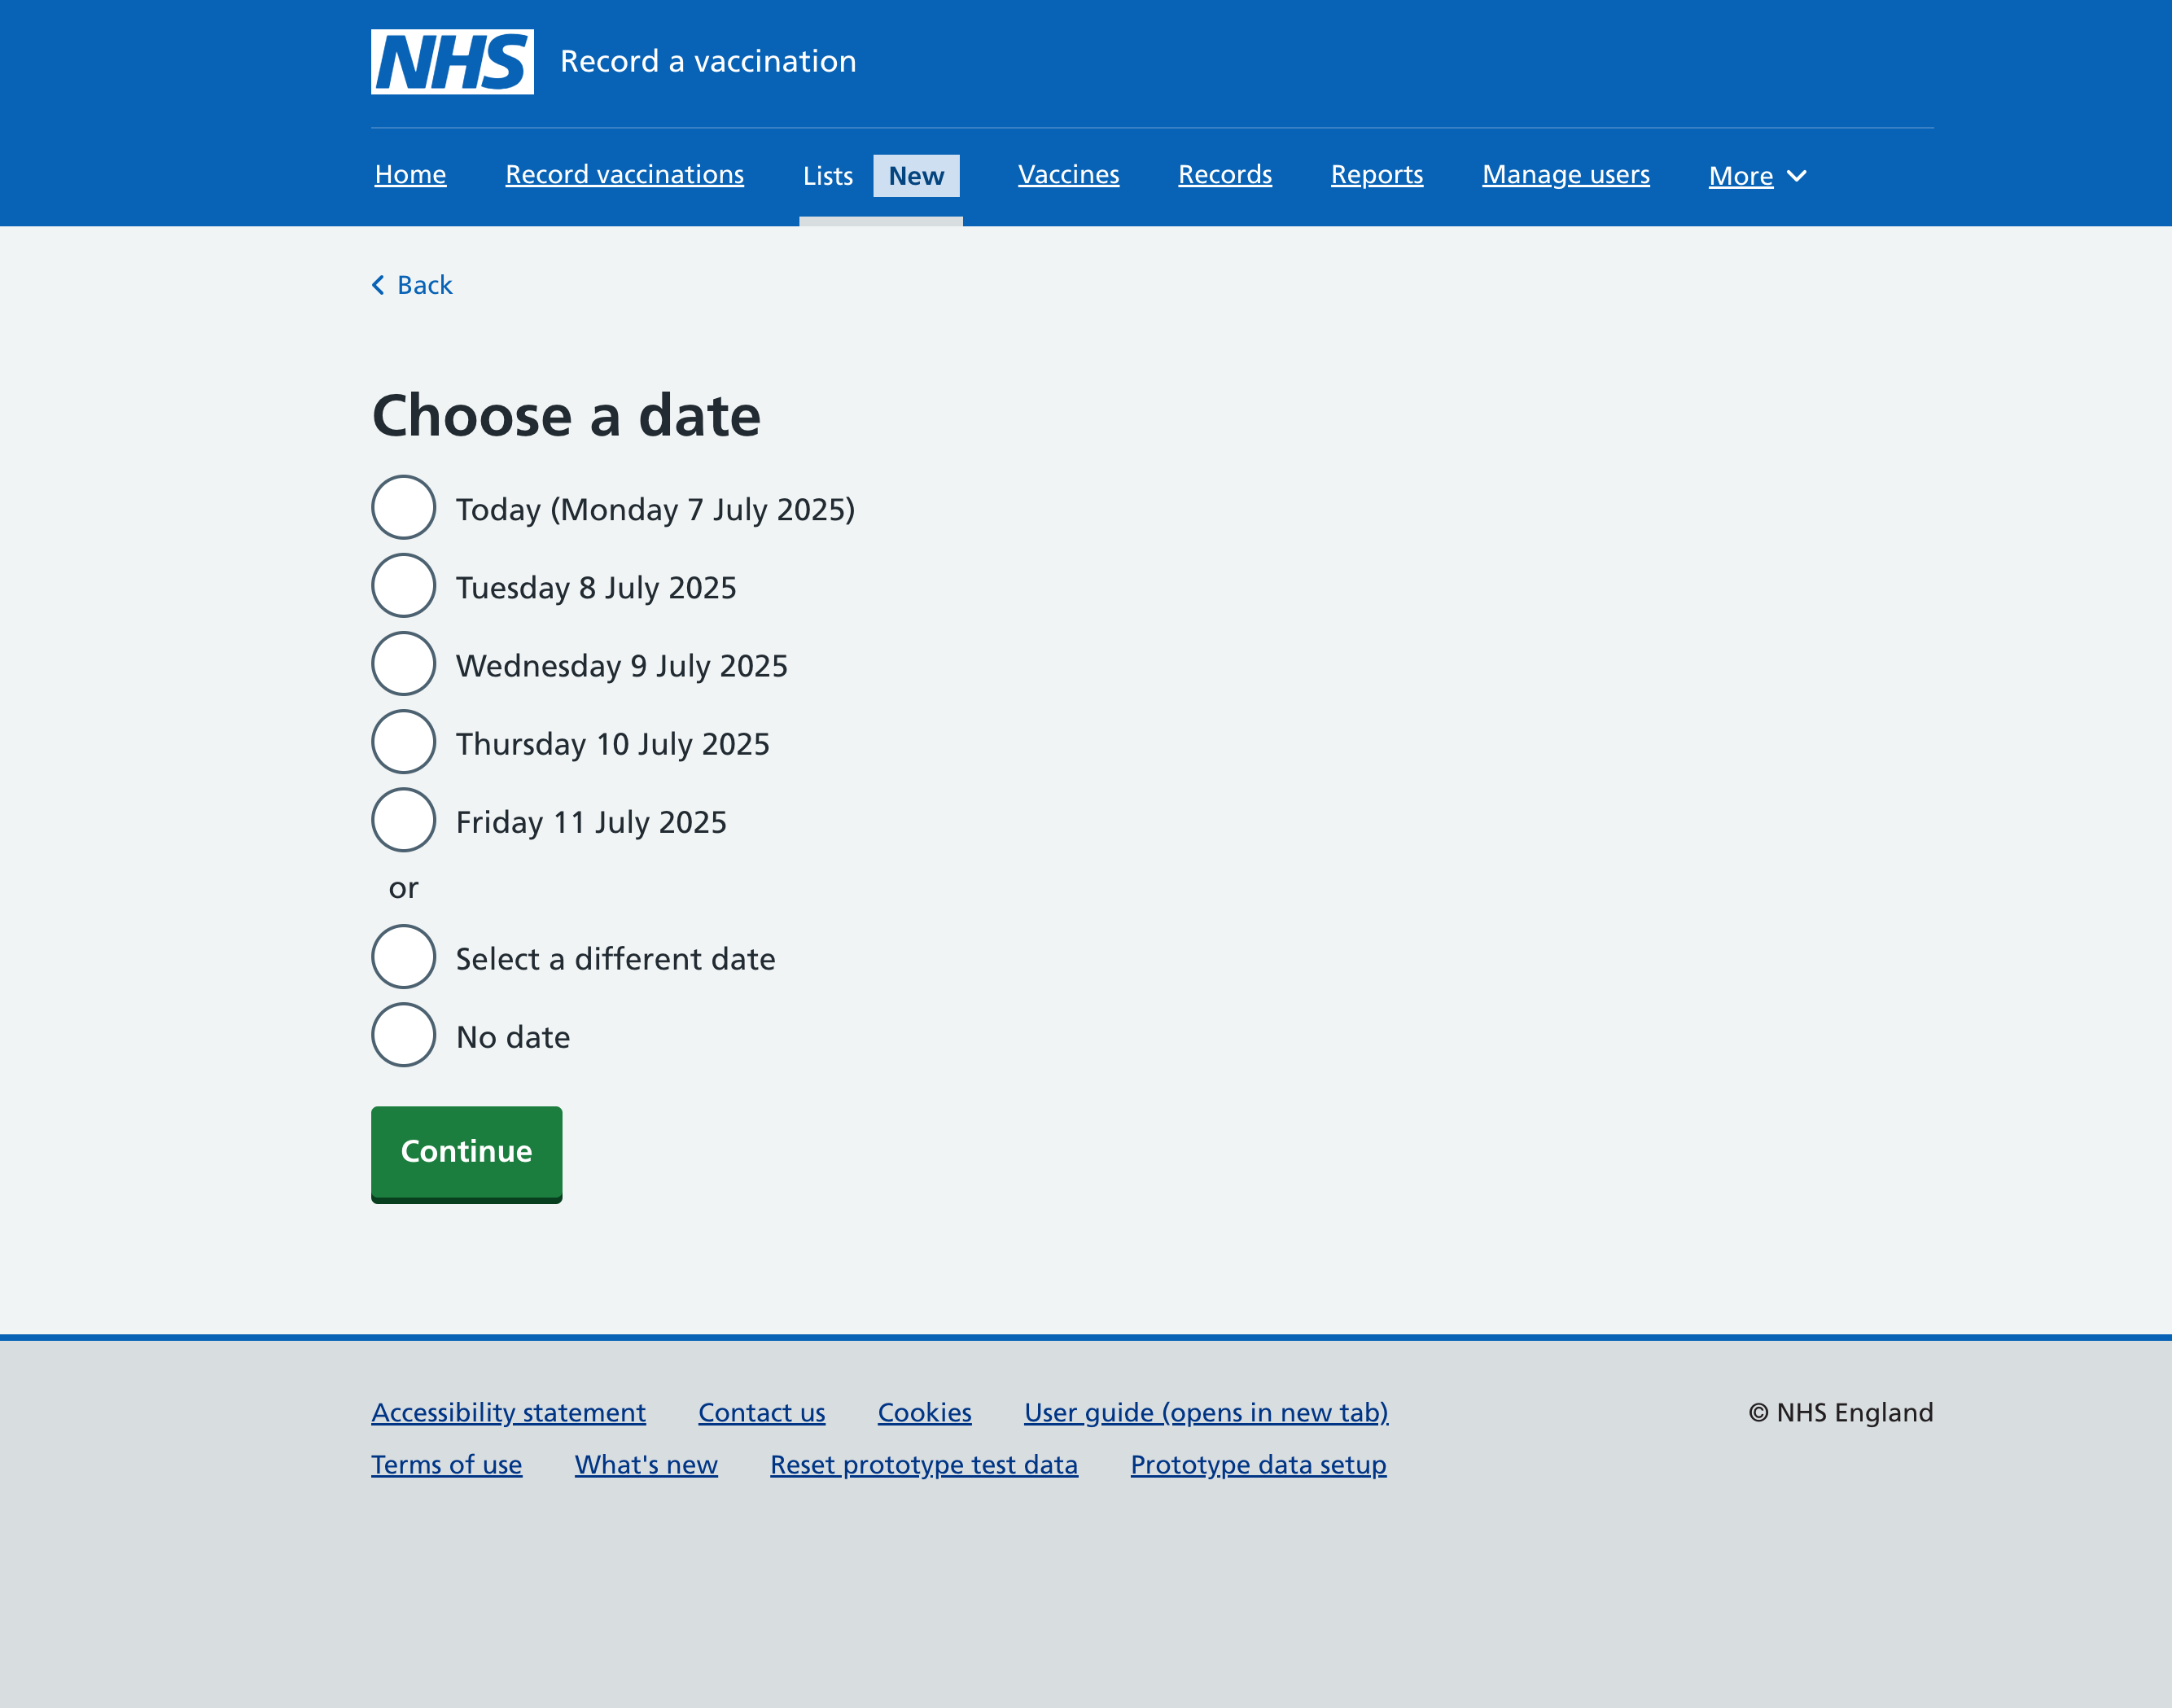 NHS Record a vaccination
Home Record vaccinations Lists New Vaccines Records Reports Manage users More
Back
Choose a date
Today (Monday 7 July 2025)
Tuesday 8 July 2025
Wednesday 9 July 2025
Thursday 10 July 2025
Friday 11 July 2025
or
Select a different date
No date
Continue
Accessibility statement Contact us Cookies User guide (opens in new tab) © NHS England
Terms of use What's new Reset prototype test data Prototype data setup